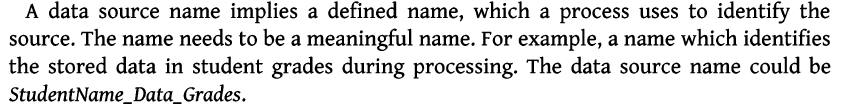 A data source name implies a defined name, which a process uses to identify the
source. The name needs to be a meaningful name. For example, a name which identifies
the stored data in student grades during processing. The data source name could be
StudentName_Data_Grades.